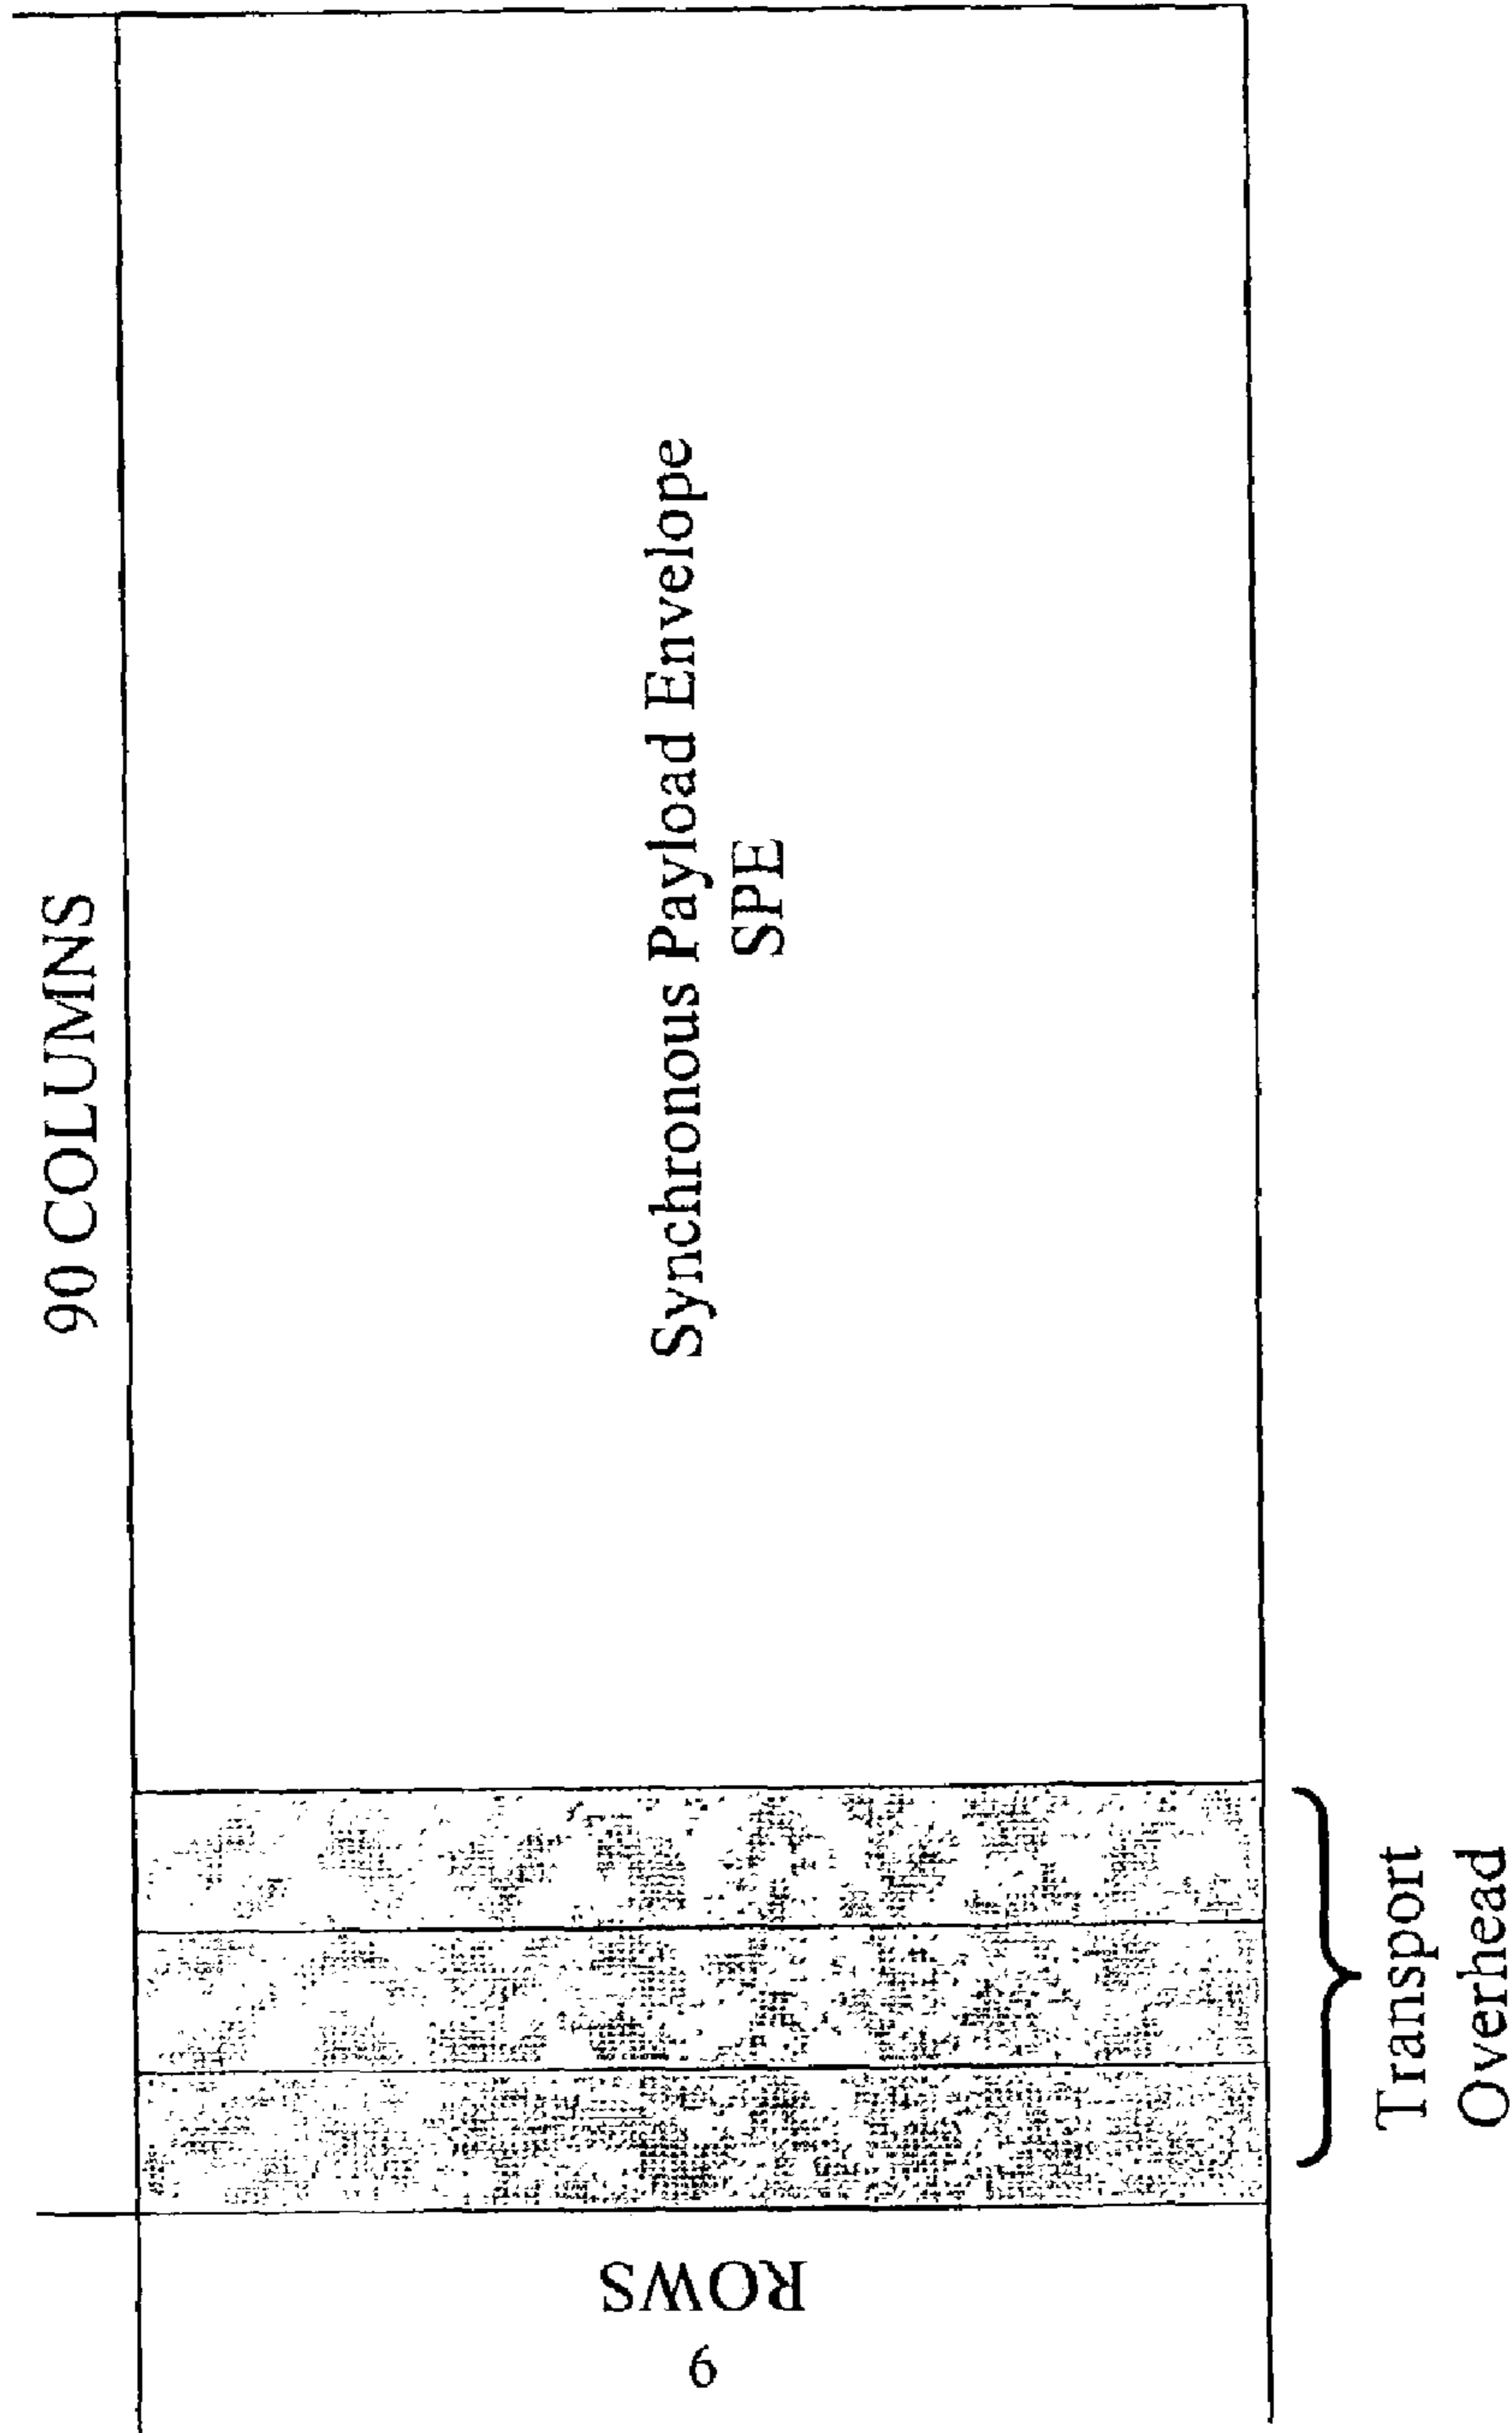 90 COLUMNS
9
ROWS
Synchronous Payload Envelope
SPE
Transport
Overhead